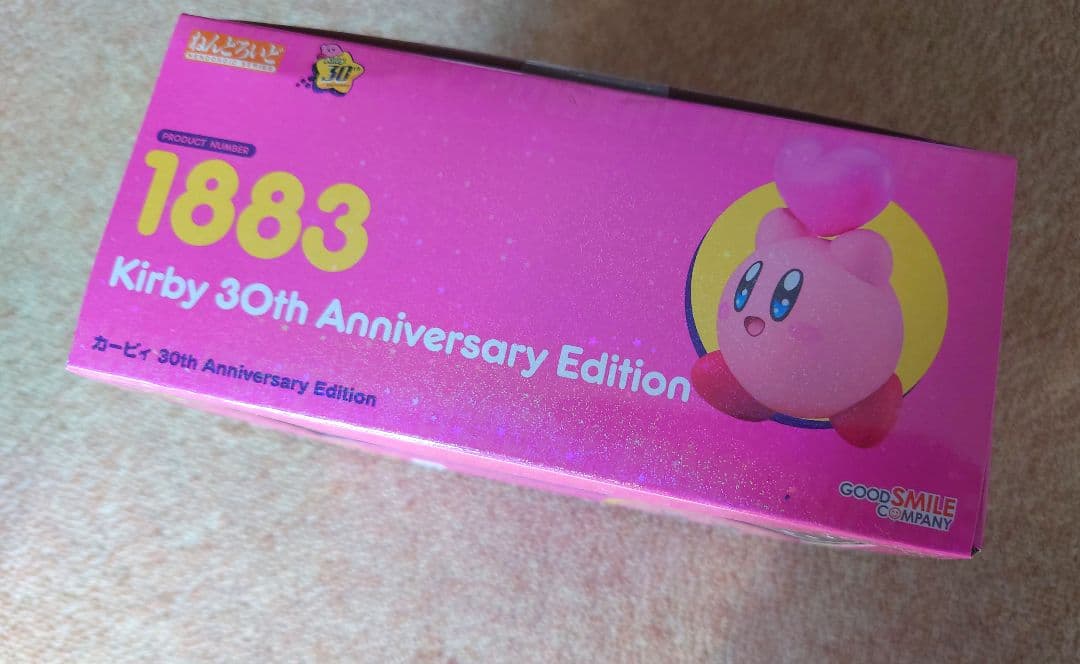 ねんどろいど
NENDOROID SERIES
30th
PRODUCT NUMBER
1883
Kirby 30th Anniversary Edition
カービィ 30th Anniversary Edition
GOOD SMILE
COMPANY